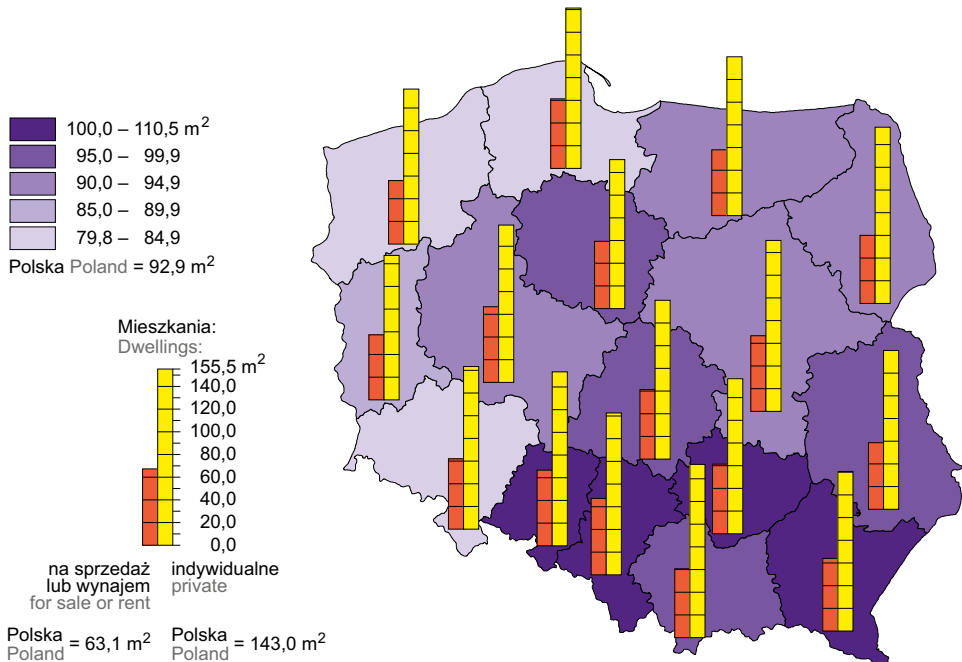 100,0 – 110,5 m²
95,0 – 99,9
90,0 – 94,9
85,0 – 89,9
79,8 – 84,9
Polska Poland = 92,9 m²
Mieszkania:
Dwellings:
155,5 m²
140,0
120,0
100,0
80,0
60,0
40,0
20,0
0,0
na sprzedaż
lub wynajem
for sale or rent
indywidualne
private
Polska
Poland = 63,1 m²
Polska
Poland = 143,0 m²